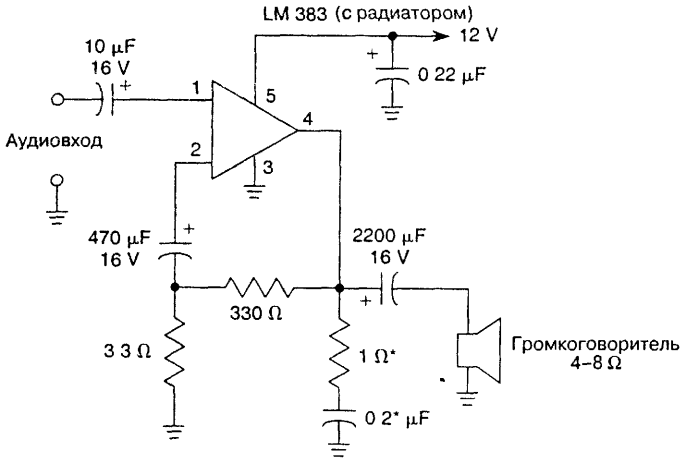 LM 383 (с радиатором)
12 V
10 µF
16 V
+
+
0 22 µF
1
5
4
Аудиовход
2
3
+
470 µF
16 V
2200 µF
16 V
+
330 Ω
3 3 Ω
1 Ω*
Громкоговоритель
4–8 Ω
0 2* µF